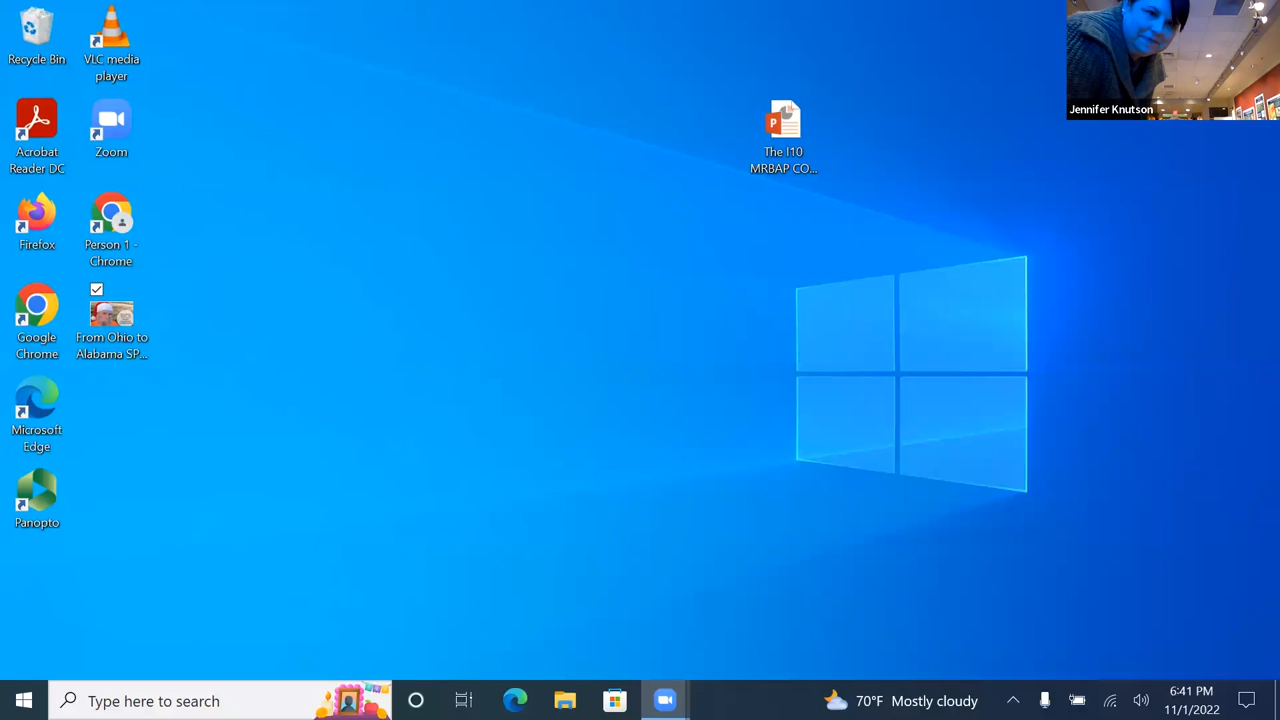 Recycle Bin
VLC media
player
Acrobat
Reader DC
Zoom
Firefox
Person 1 -
Chrome
Google
Chrome
From Ohio to
Alabama SP...
Microsoft
Edge
Panopto
P
The I10
MRBAP CO...
Jennifer Knutson
Type here to search
70°F Mostly cloudy
6:41 PM
11/1/2022